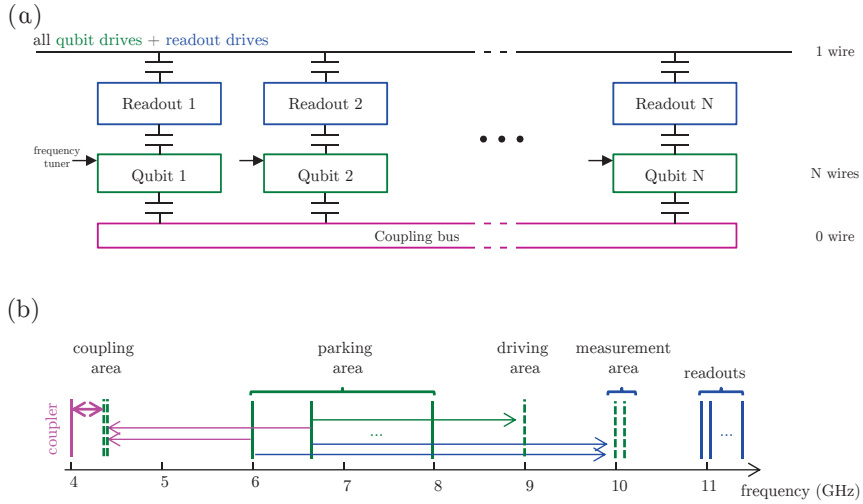 (a)
all qubit drives + readout drives
1 wire
Readout 1
Readout 2
Readout N
• • •
frequency
tuner
Qubit 1
Qubit 2
Qubit N
N wires
Coupling bus
0 wire
(b)
coupling
area
parking
area
driving
area
measurement
area
readouts
coupler
...
...
4
5
6
7
8
9
10
11
frequency (GHz)